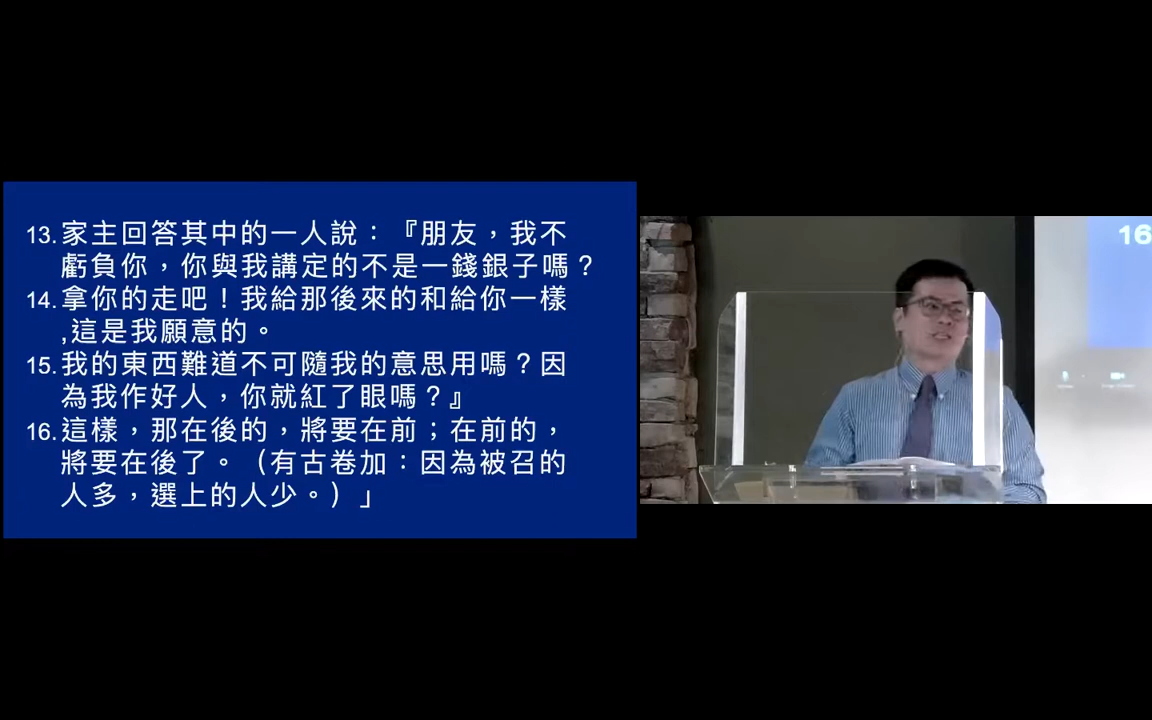 13.家主回答其中的一人說：『朋友，我不
虧負你，你與我講定的不是一錢銀子嗎？
14.拿你的走吧！我給那後來的和給你一樣
,這是我願意的。
15.我的東西難道不可隨我的意思用嗎？因
為我作好人，你就紅了眼嗎？』
16.這樣，那在後的，將要在前；在前的，
將要在後了。（有古卷加：因為被召的
人多，選上的人少。）」
16